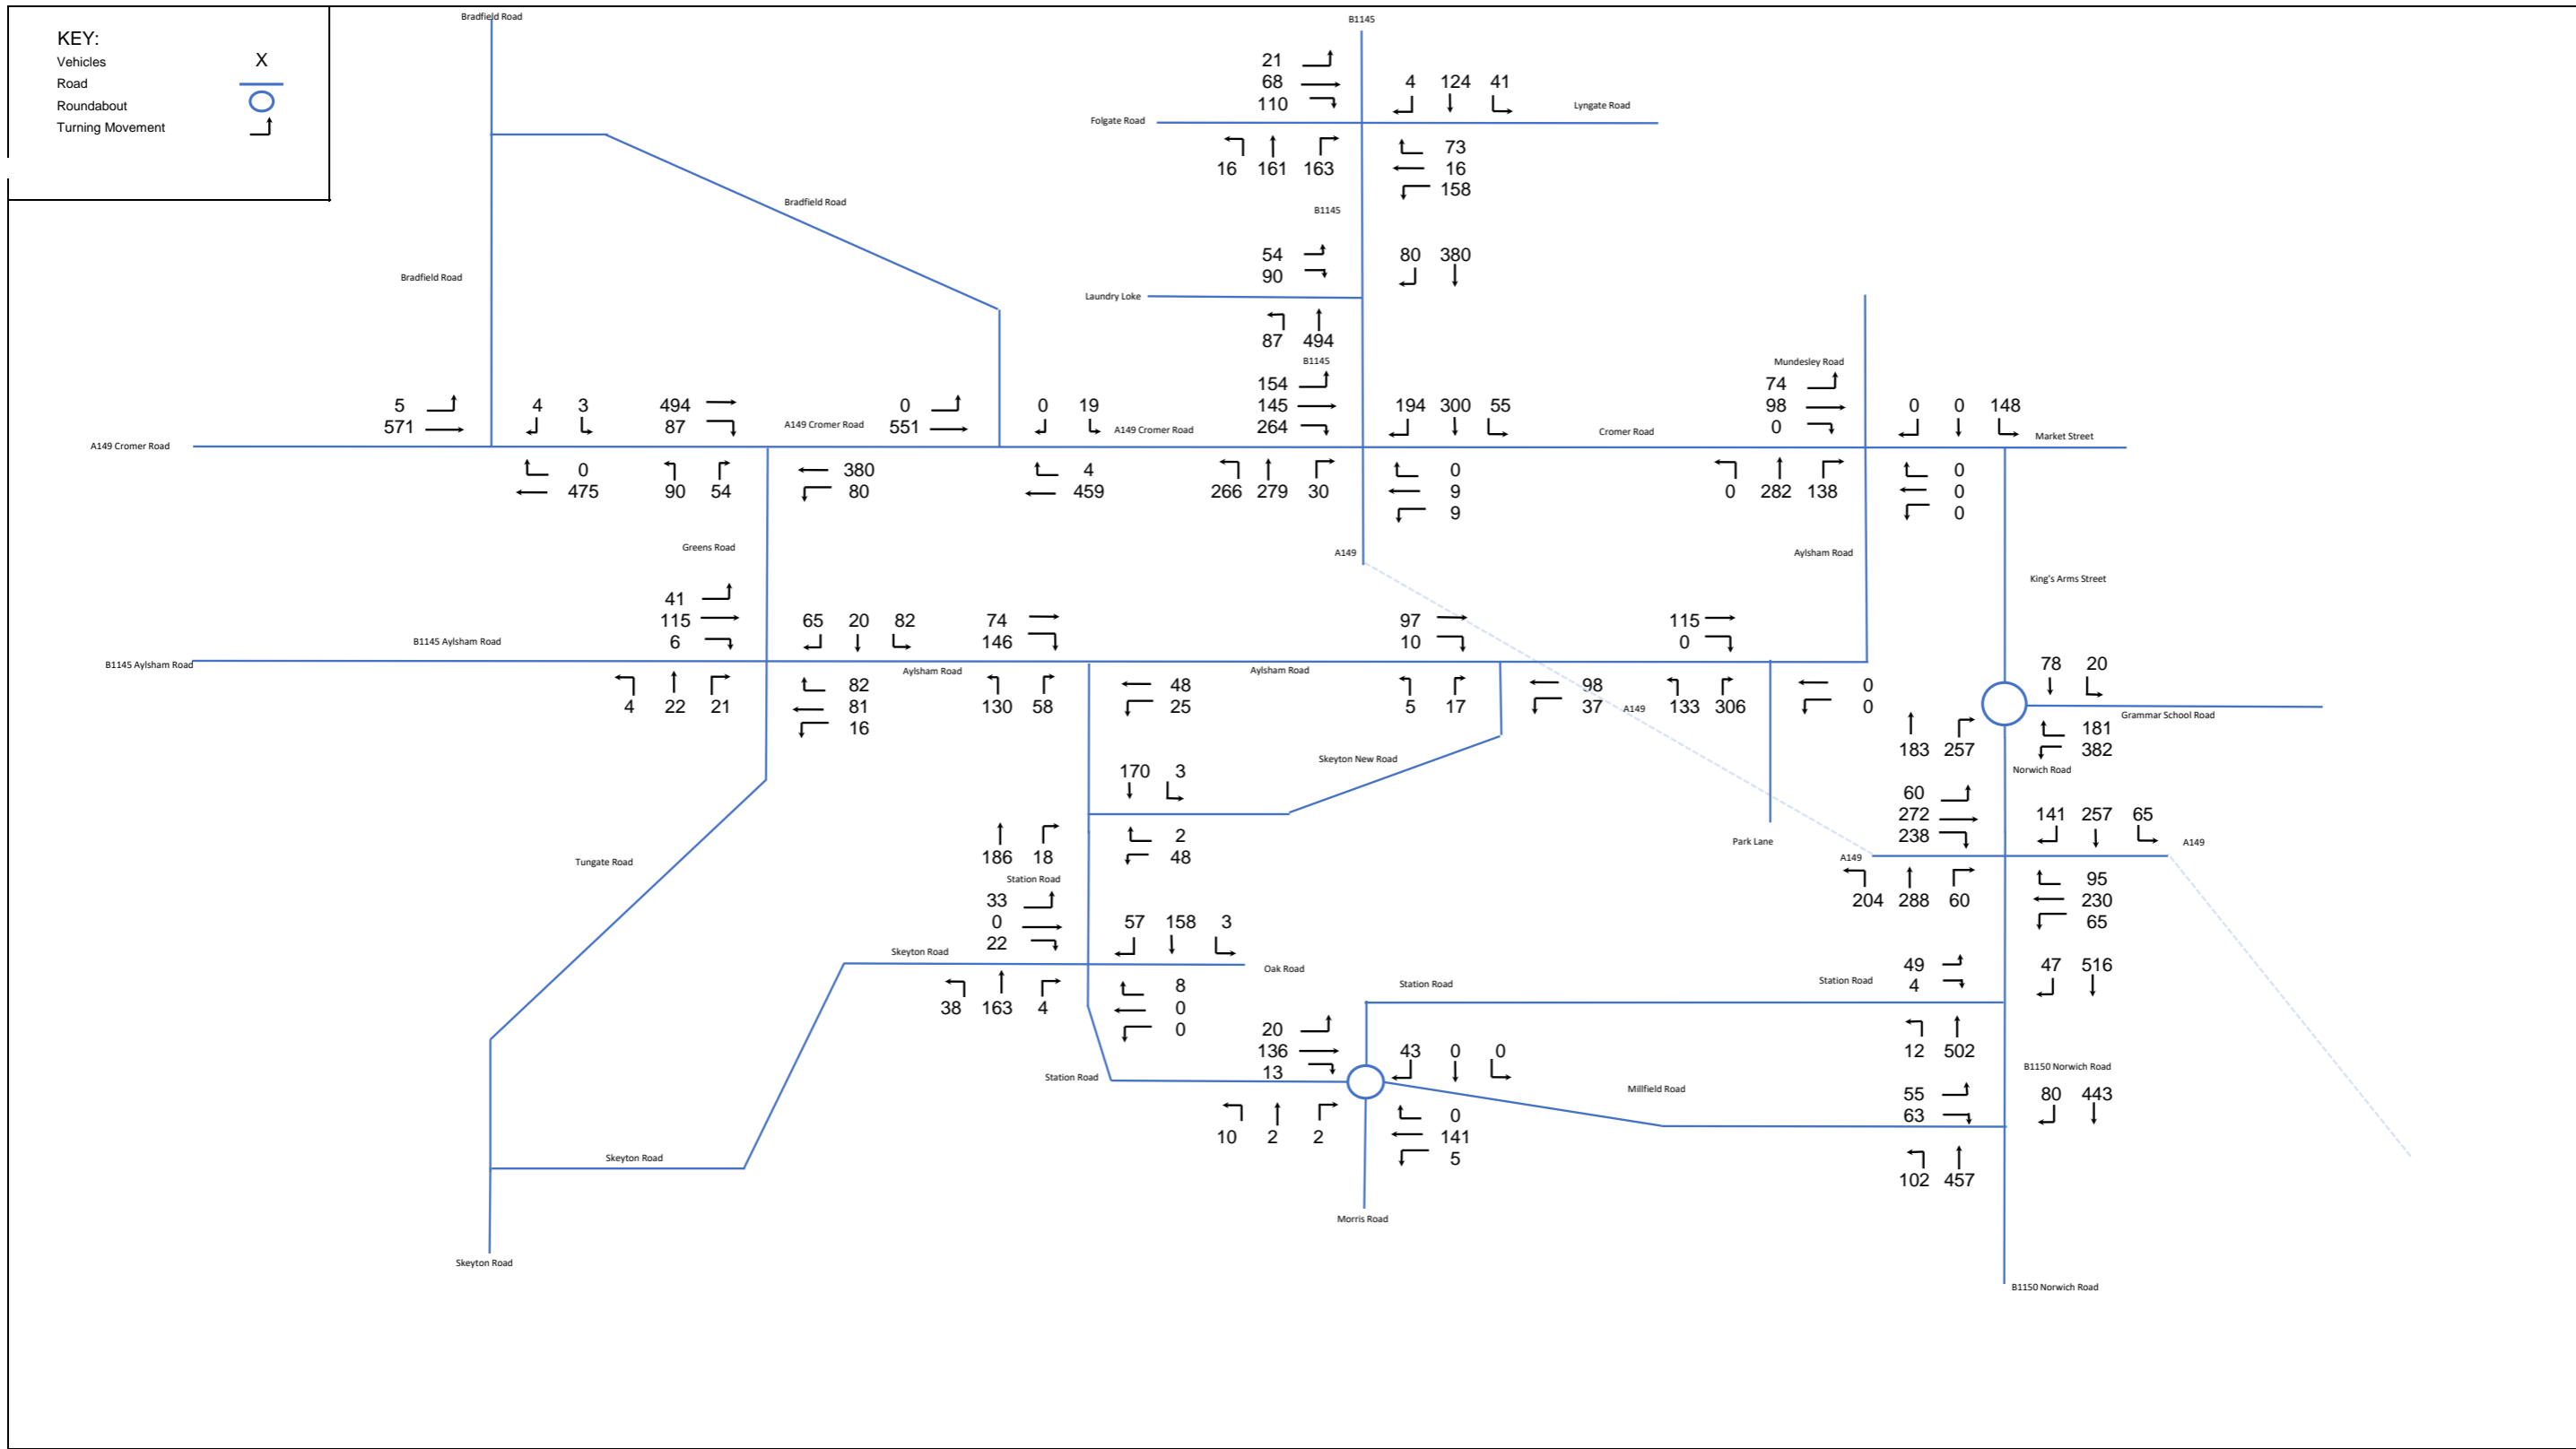 Bradfield Road
B1145
KEY:
Vehicles X
Road
Roundabout
Turning Movement
21
68
110
4 124 41
Lyngate Road
Folgate Road
16 161 163
73
16
158
Bradfield Road
B1145
Bradfield Road
54
90
80 380
Laundry Loke
87 494
B1145
Mundesley Road
5
571
4 3
494
87
A149 Cromer Road
0
551
0 19
A149 Cromer Road
154
145
264
194 300 55
Cromer Road
74
98
0
0 0 148
Market Street
A149 Cromer Road
0
475
90 54
380
80
4
459
266 279 30
0
9
9
0 282 138
0
0
0
Greens Road
A149
Aylsham Road
King's Arms Street
41
115
6
65 20 82
74
146
97
10
115
0
B1145 Aylsham Road
B1145 Aylsham Road
Aylsham Road
Aylsham Road
4 22 21
82
81
16
130 58
48
25
5 17
98
37
A149
133 306
0
0
78 20
Grammar School Road
183 257
181
382
Norwich Road
Skeyton New Road
170 3
186 18
2
48
Station Road
Tungate Road
Park Lane
60
272
238
141 257 65
A149
A149
204 288 60
95
230
65
33
0
22
57 158 3
Skeyton Road
Oak Road
38 163 4
8
0
0
Station Road
Station Road
49
4
47 516
12 502
B1150 Norwich Road
20
136
13
43 0 0
Station Road
Millfield Road
55
63
80 443
10 2 2
0
141
5
102 457
Skeyton Road
Morris Road
Skeyton Road
B1150 Norwich Road